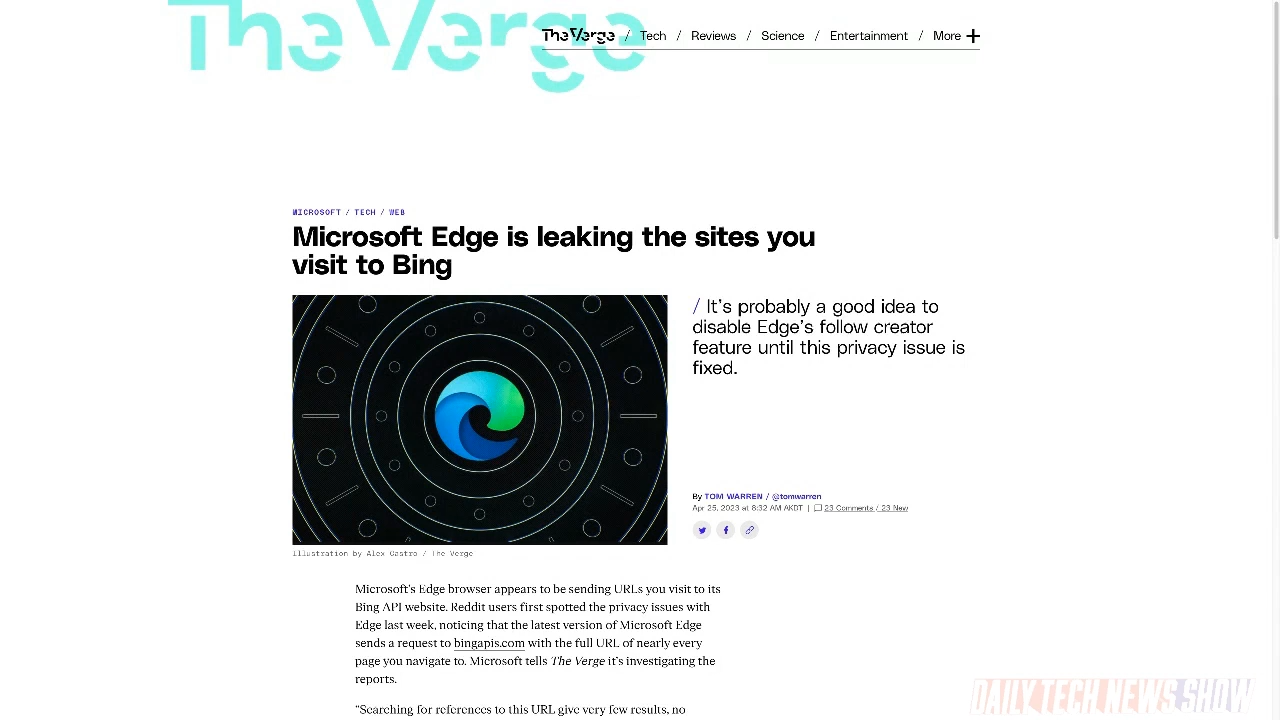 The Verge
The Verge / Tech / Reviews / Science / Entertainment / More +
MICROSOFT / TECH / WEB
Microsoft Edge is leaking the sites you
visit to Bing
/ It's probably a good idea to
disable Edge's follow creator
feature until this privacy issue is
fixed.
By TOM WARREN / @tomwarren
Apr 25, 2023 at 8:32 AM AKDT | 23 Comments / 23 New
Illustration by Alex Castro / The Verge
Microsoft's Edge browser appears to be sending URLs you visit to its
Bing API website. Reddit users first spotted the privacy issues with
Edge last week, noticing that the latest version of Microsoft Edge
sends a request to bingapis.com with the full URL of nearly every
page you navigate to. Microsoft tells The Verge it's investigating the
reports.
"Searching for references to this URL give very few results, no
DAILY TECH NEWS SHOW